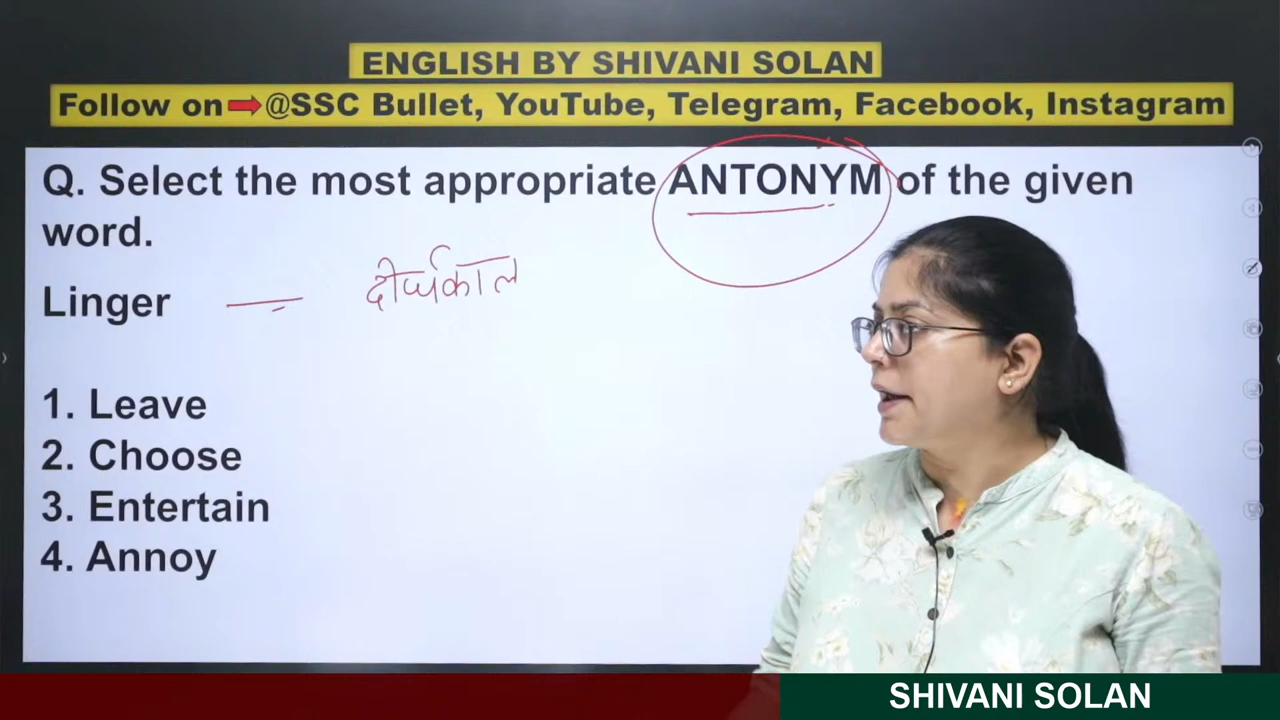 ENGLISH BY SHIVANI SOLAN
Follow on➡@SSC Bullet, YouTube, Telegram, Facebook, Instagram
Q. Select the most appropriate ANTONYM of the given
word.
Linger — दीर्घकाल
1. Leave
2. Choose
3. Entertain
4. Annoy
SHIVANI SOLAN